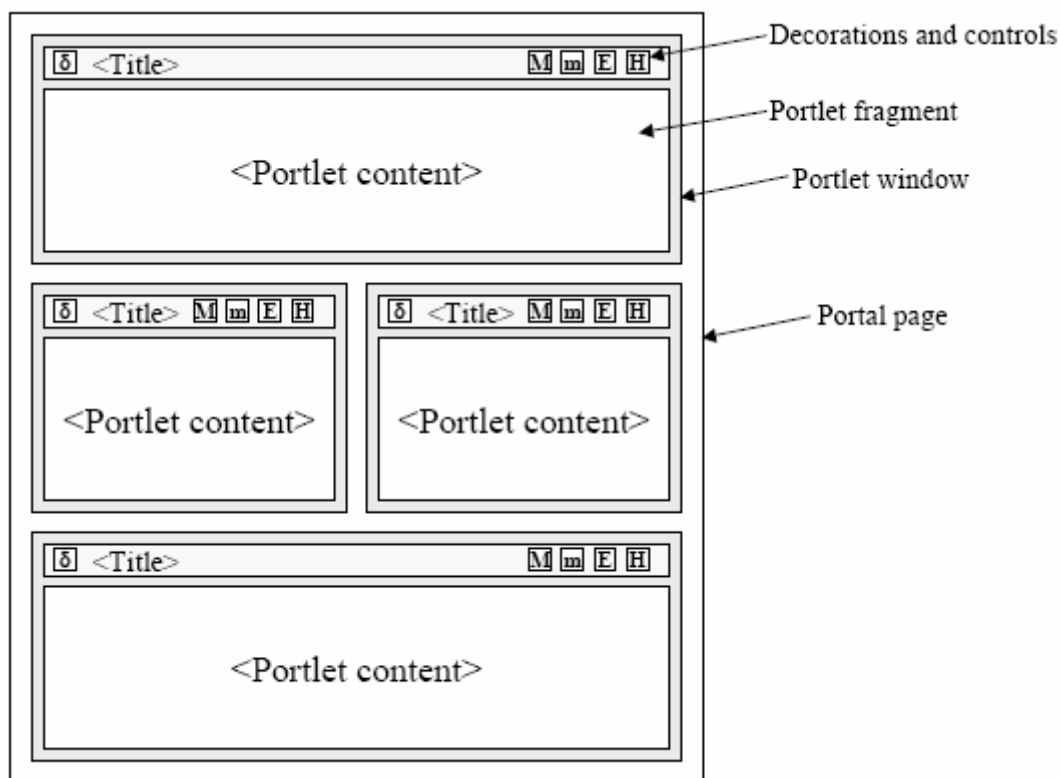 δ <Title> M m E H
Decorations and controls
<Portlet content>
Portlet fragment
Portlet window
δ <Title> M m E H
<Portlet content>
δ <Title> M m E H
<Portlet content>
Portal page
δ <Title> M m E H
<Portlet content>